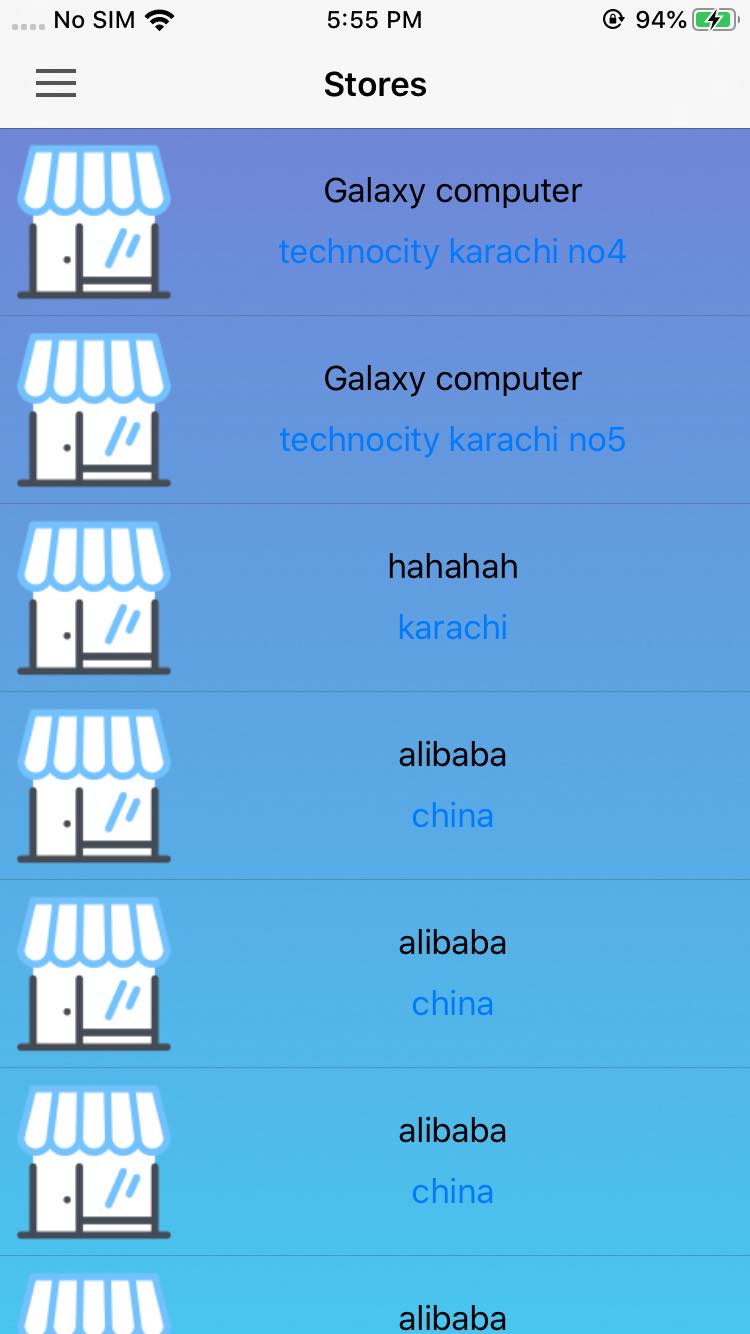 No SIM 5:55 PM 94%
Stores
Galaxy computer
technocity karachi no4
Galaxy computer
technocity karachi no5
hahahah
karachi
alibaba
china
alibaba
china
alibaba
china
alibaba